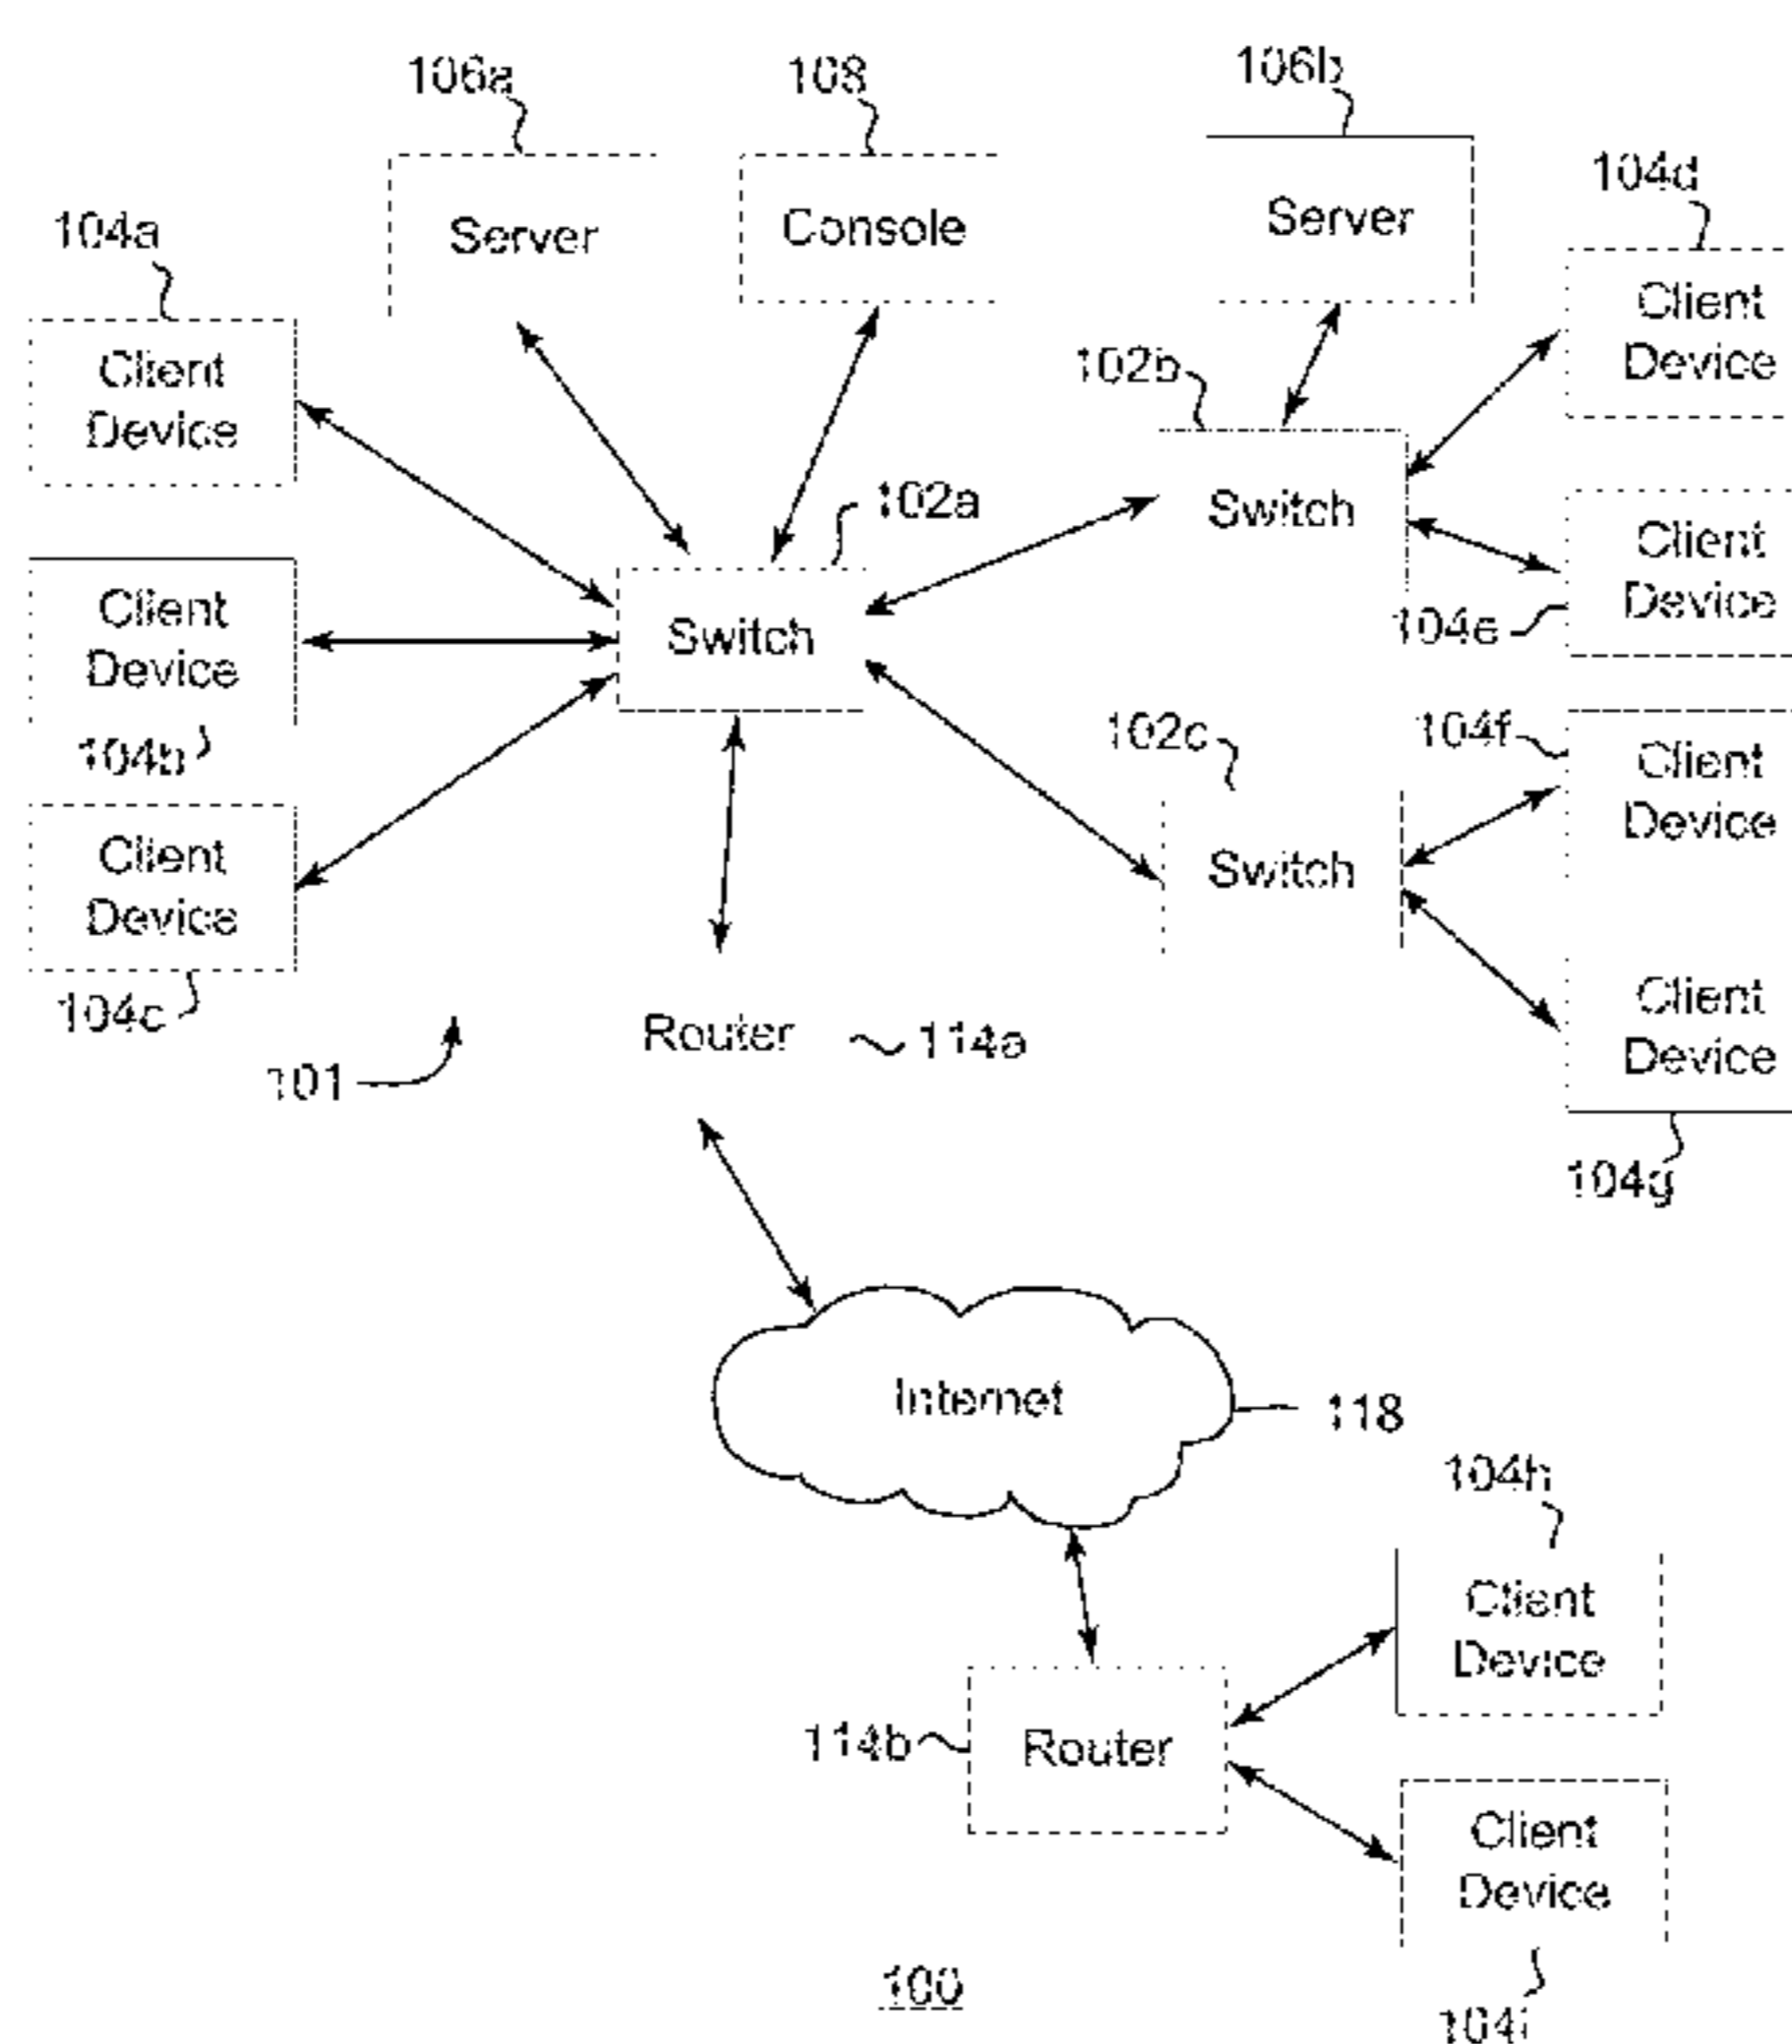 106a
108
106b
104d
104a
Server
Console
Server
Client
Device
Client
Device
102b
102a
Switch
Client
Device
104e
Client
Device
104b
Switch
102c
104f
Client
Device
Client
Device
104c
Switch
Client
Device
104g
101
Router
114a
Internet
118
104h
Client
Device
114b
Router
Client
Device
104i
100